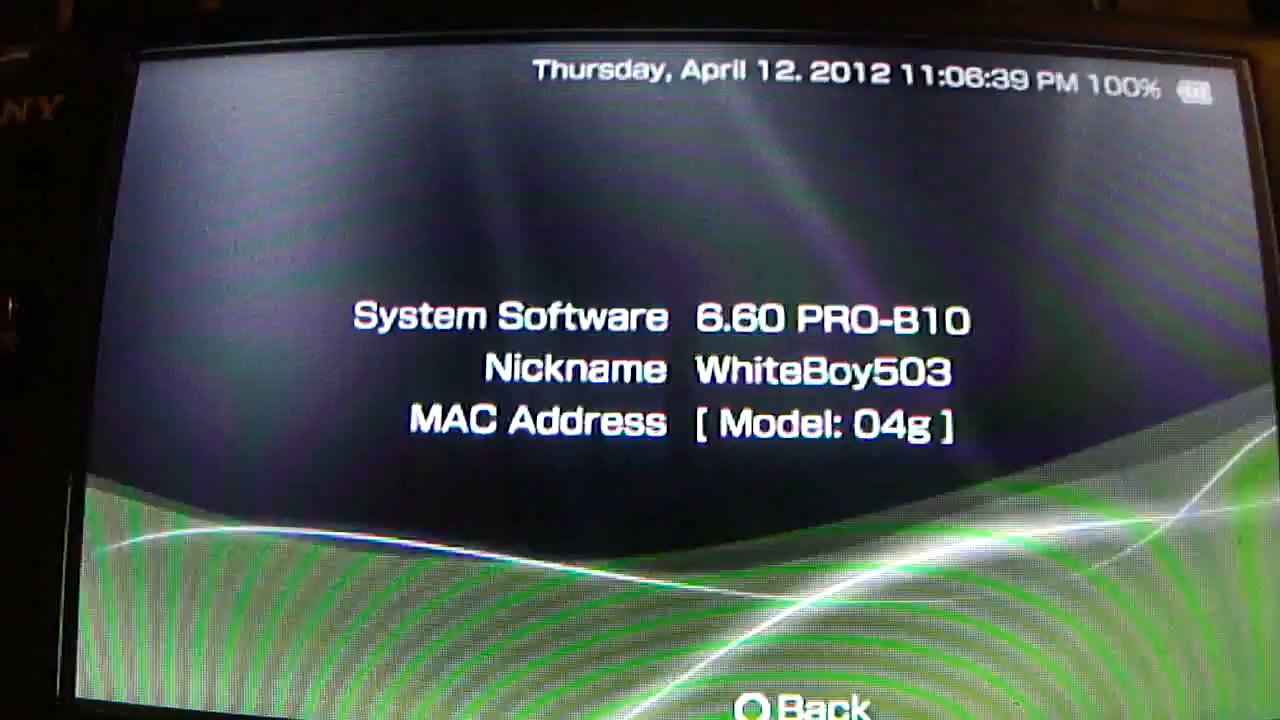 Thursday, April 12. 2012 11:06:39 PM 100%
NY
System Software 6.60 PRO-B10
Nickname WhiteBoy503
MAC Address [ Model: 04g ]
Back